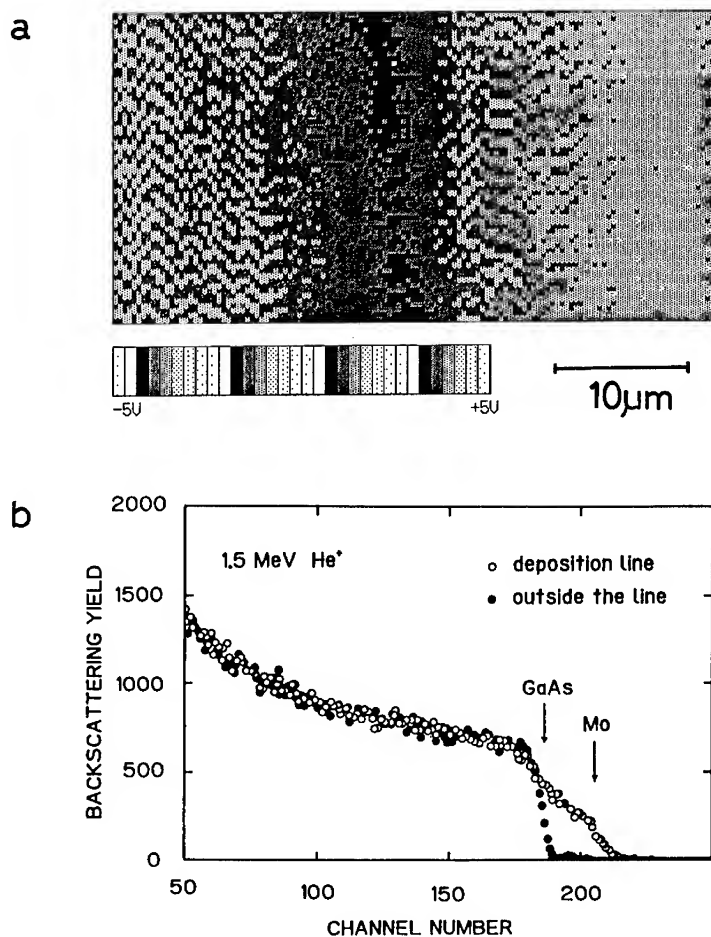 a
-5V +5V
10μm
b
2000
1500
1000
500
0
BACKSCATTERING YIELD
1.5 MeV He⁺
○ deposition line
● outside the line
GaAs
Mo
50 100 150 200
CHANNEL NUMBER